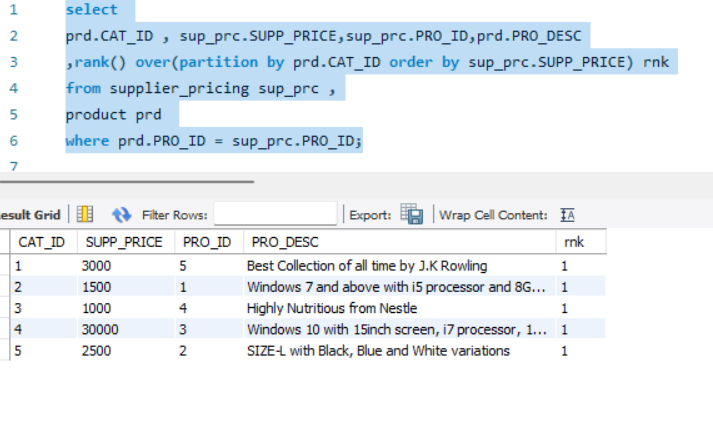 1 select
2 prd.CAT_ID , sup_prc.SUPP_PRICE,sup_prc.PRO_ID,prd.PRO_DESC
3 ,rank() over(partition by prd.CAT_ID order by sup_prc.SUPP_PRICE) rnk
4 from supplier_pricing sup_prc ,
5 product prd
6 where prd.PRO_ID = sup_prc.PRO_ID;
7
esult Grid Filter Rows: Export: Wrap Cell Content:
CAT_ID SUPP_PRICE PRO_ID PRO_DESC rnk
1 3000 5 Best Collection of all time by J.K Rowling 1
2 1500 1 Windows 7 and above with i5 processor and 8G... 1
3 1000 4 Highly Nutritious from Nestle 1
4 30000 3 Windows 10 with 15inch screen, i7 processor, 1... 1
5 2500 2 SIZE-L with Black, Blue and White variations 1